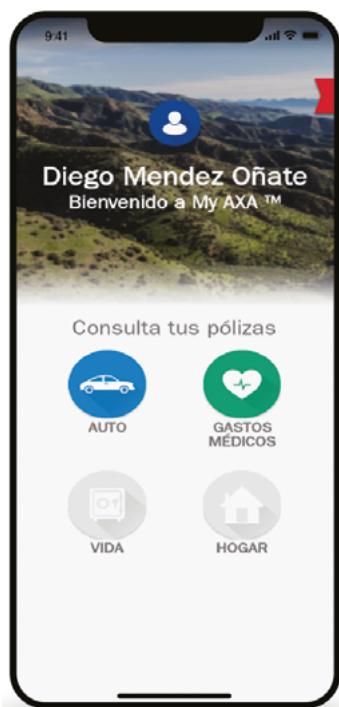 9:41
Diego Mendez Oñate
Bienvenido a My AXA ™
Consulta tus pólizas
AUTO
GASTOS
MÉDICOS
VIDA
HOGAR